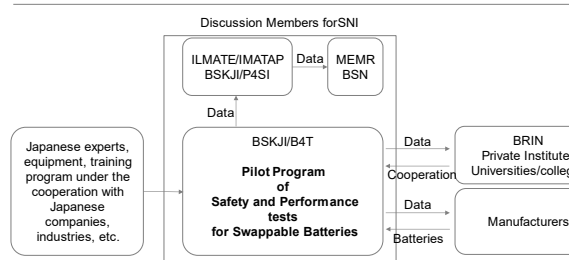 Discussion Members forSNI
ILMATE/IMATAP
BSKJI/P4SI
Data
MEMR
BSN
Data
Japanese experts,
equipment, training
program under the
cooperation with
Japanese
companies,
industries, etc.
BSKJI/B4T
Pilot Program
of
Safety and Performance
tests
for Swappable Batteries
Data
Cooperation
Data
Batteries
BRIN
Private Institute
Universities/colleg
Manufacturers